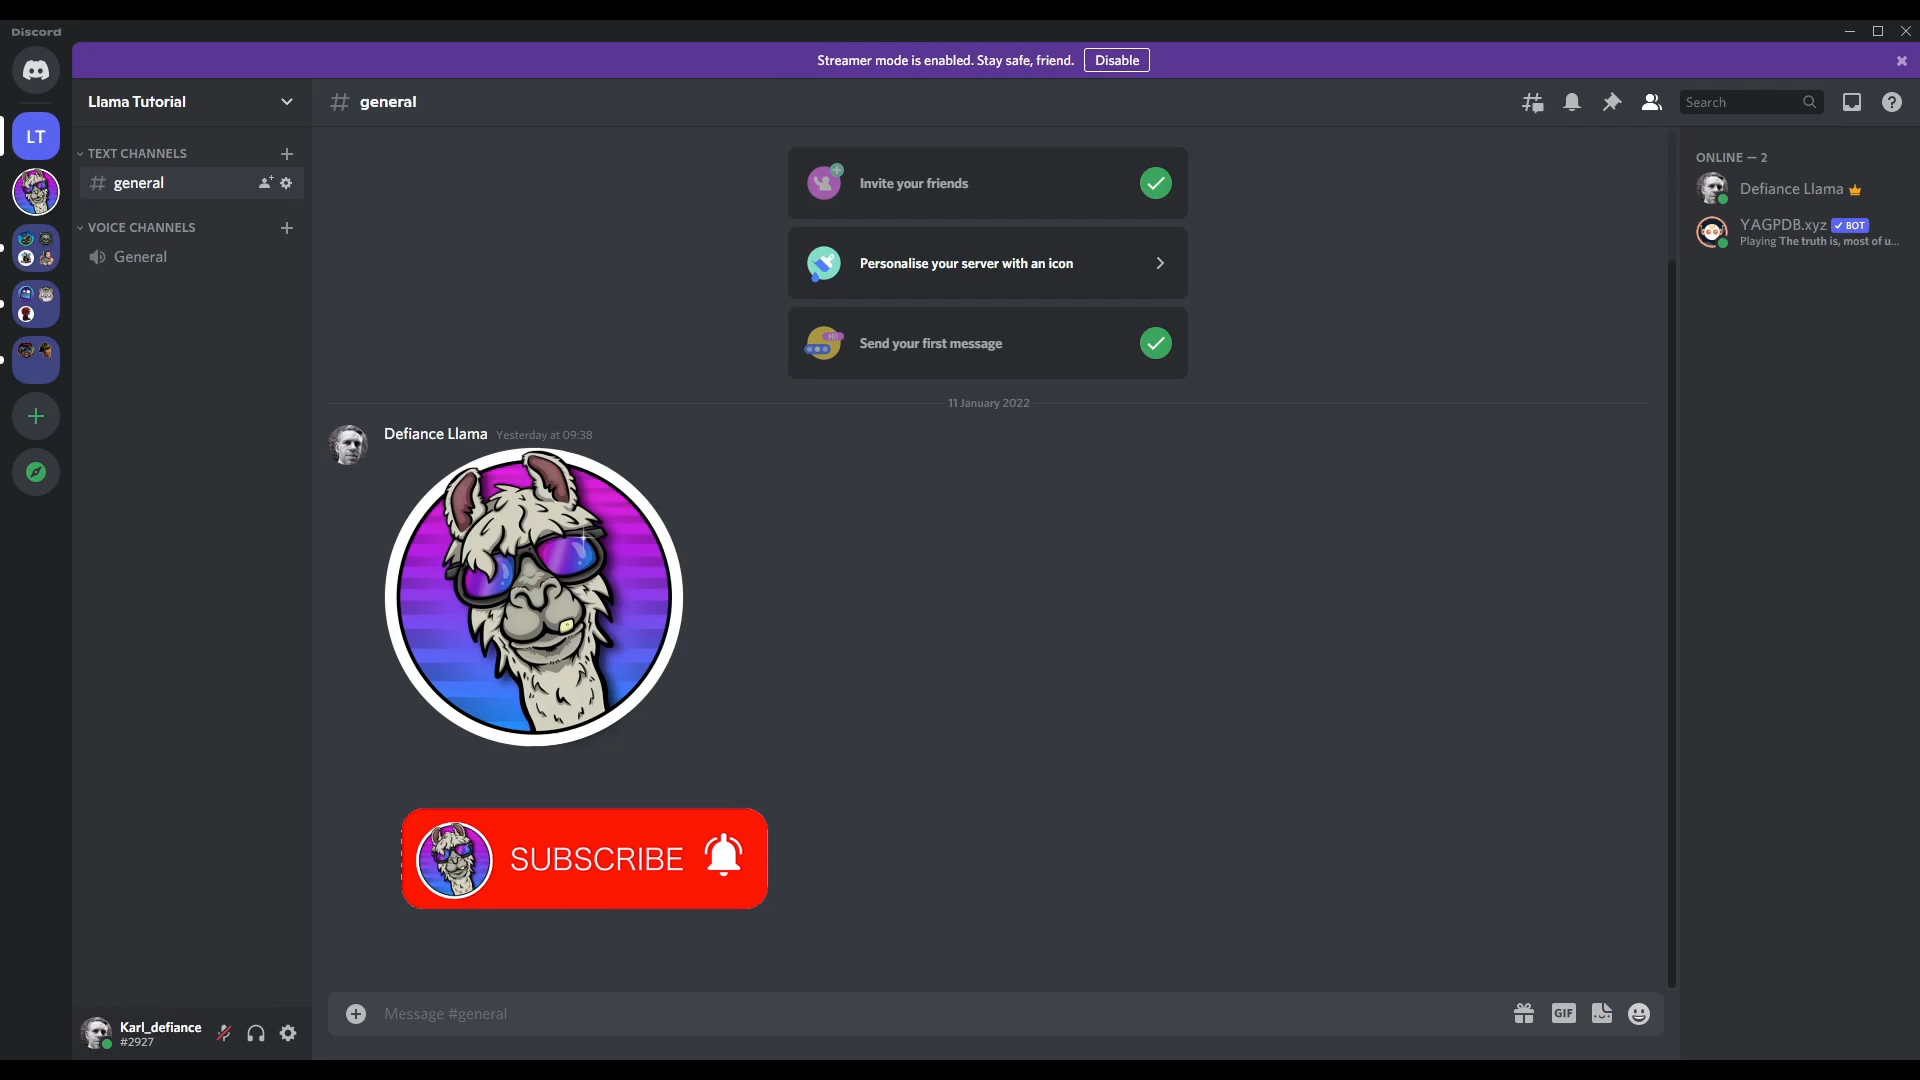 Discord
Streamer mode is enabled. Stay safe, friend.
Disable
LT
Llama Tutorial
general
Search
TEXT CHANNELS
general
VOICE CHANNELS
General
Invite your friends
Personalise your server with an icon
HI!
Send your first message
11 January 2022
Defiance Llama Yesterday at 09:38
SUBSCRIBE
Message #general
GIF
Karl_defiance
#2927
ONLINE — 2
Defiance Llama
YAGPDB.xyz BOT
Playing The truth is, most of u...